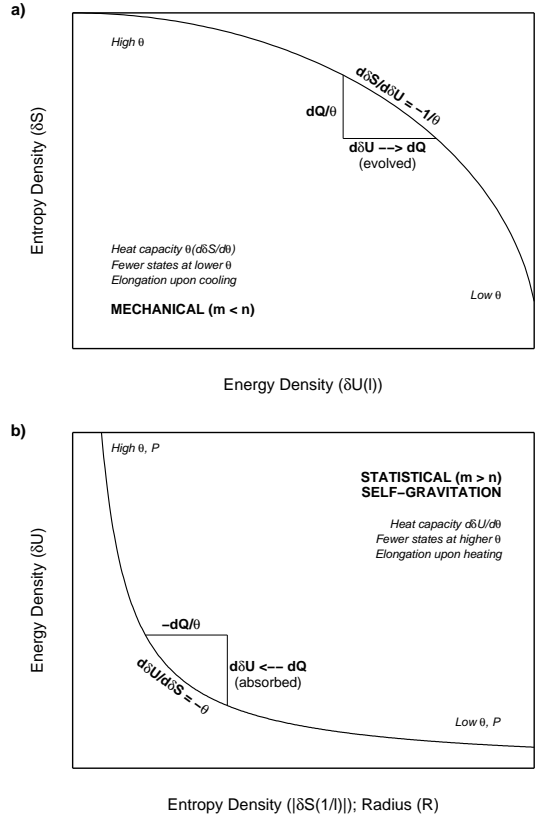 a)
High θ
dδS/dδU = −1/θ
dQ/θ
dδU −−> dQ
(evolved)
Entropy Density (δS)
Heat capacity θ(dδS/dθ)
Fewer states at lower θ
Elongation upon cooling
MECHANICAL (m < n)
Low θ
Energy Density (δU(l))
b)
High θ, P
STATISTICAL (m > n)
SELF−GRAVITATION
Heat capacity dδU/dθ
Fewer states at higher θ
Elongation upon heating
Energy Density (δU)
−dQ/θ
dδU <−− dQ
(absorbed)
dδU/dδS = −θ
Low θ, P
Entropy Density (|δS(1/l)|); Radius (R)